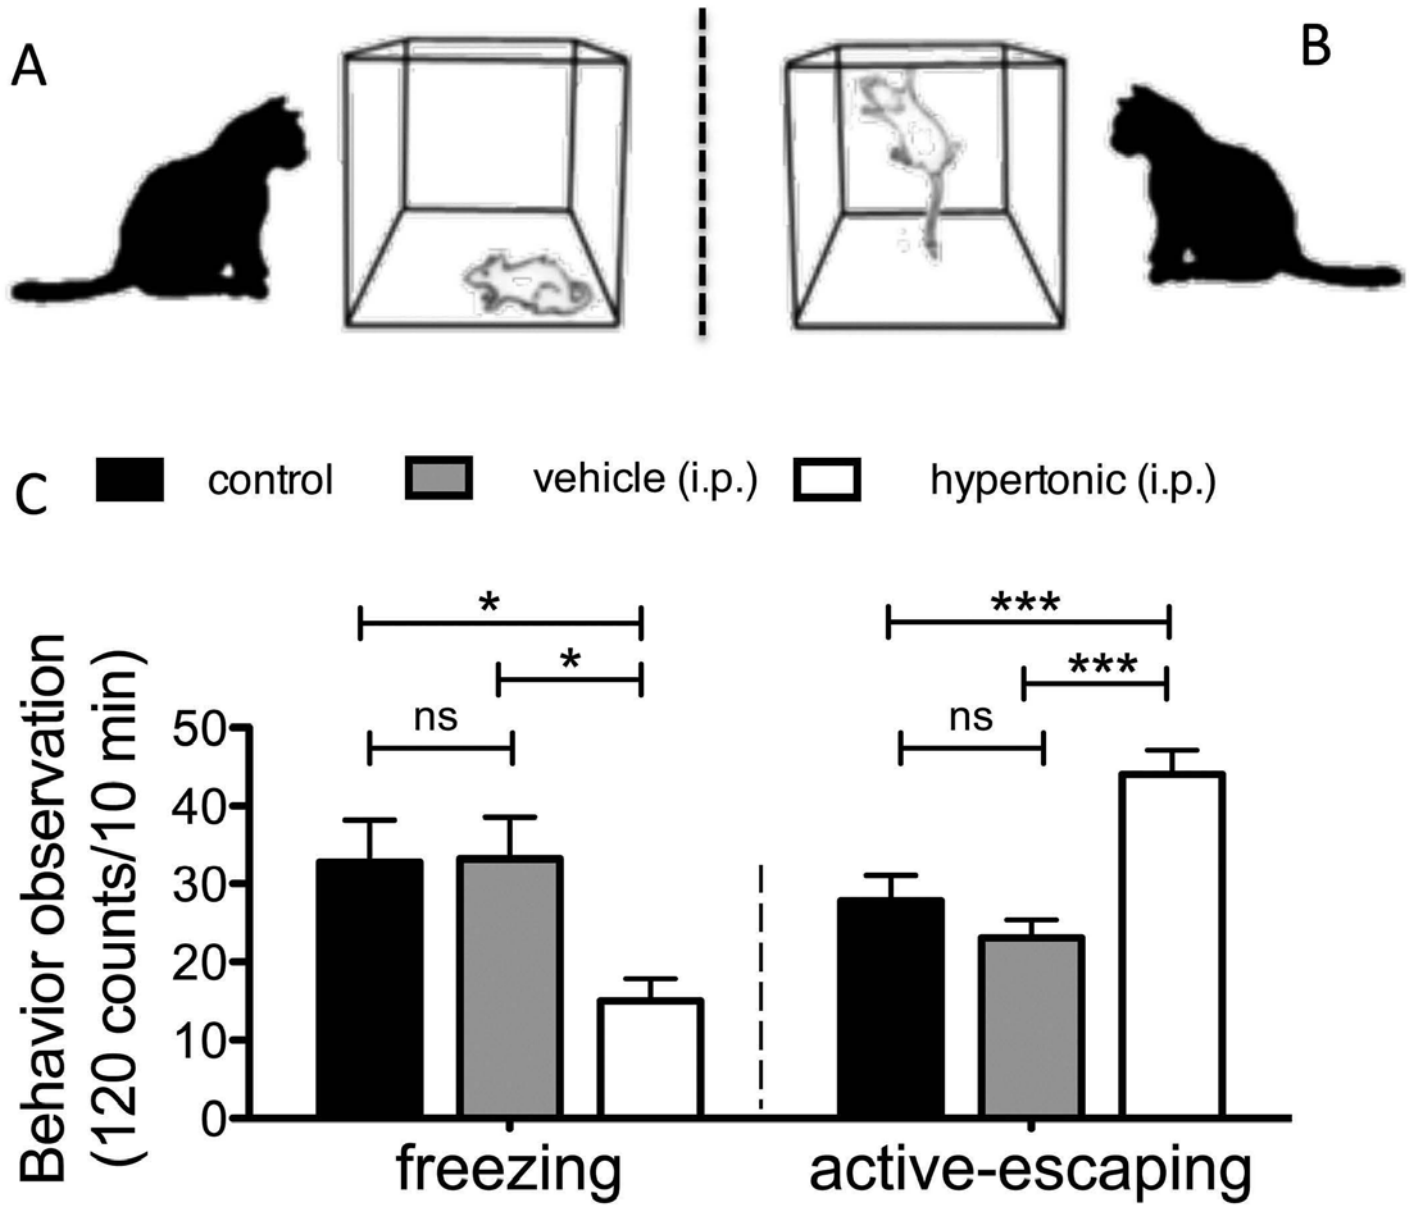 A
B
C
control
vehicle (i.p.)
hypertonic (i.p.)
Behavior observation
(120 counts/10 min)
50
40
30
20
10
0
*
*
ns
***
***
ns
freezing
active-escaping